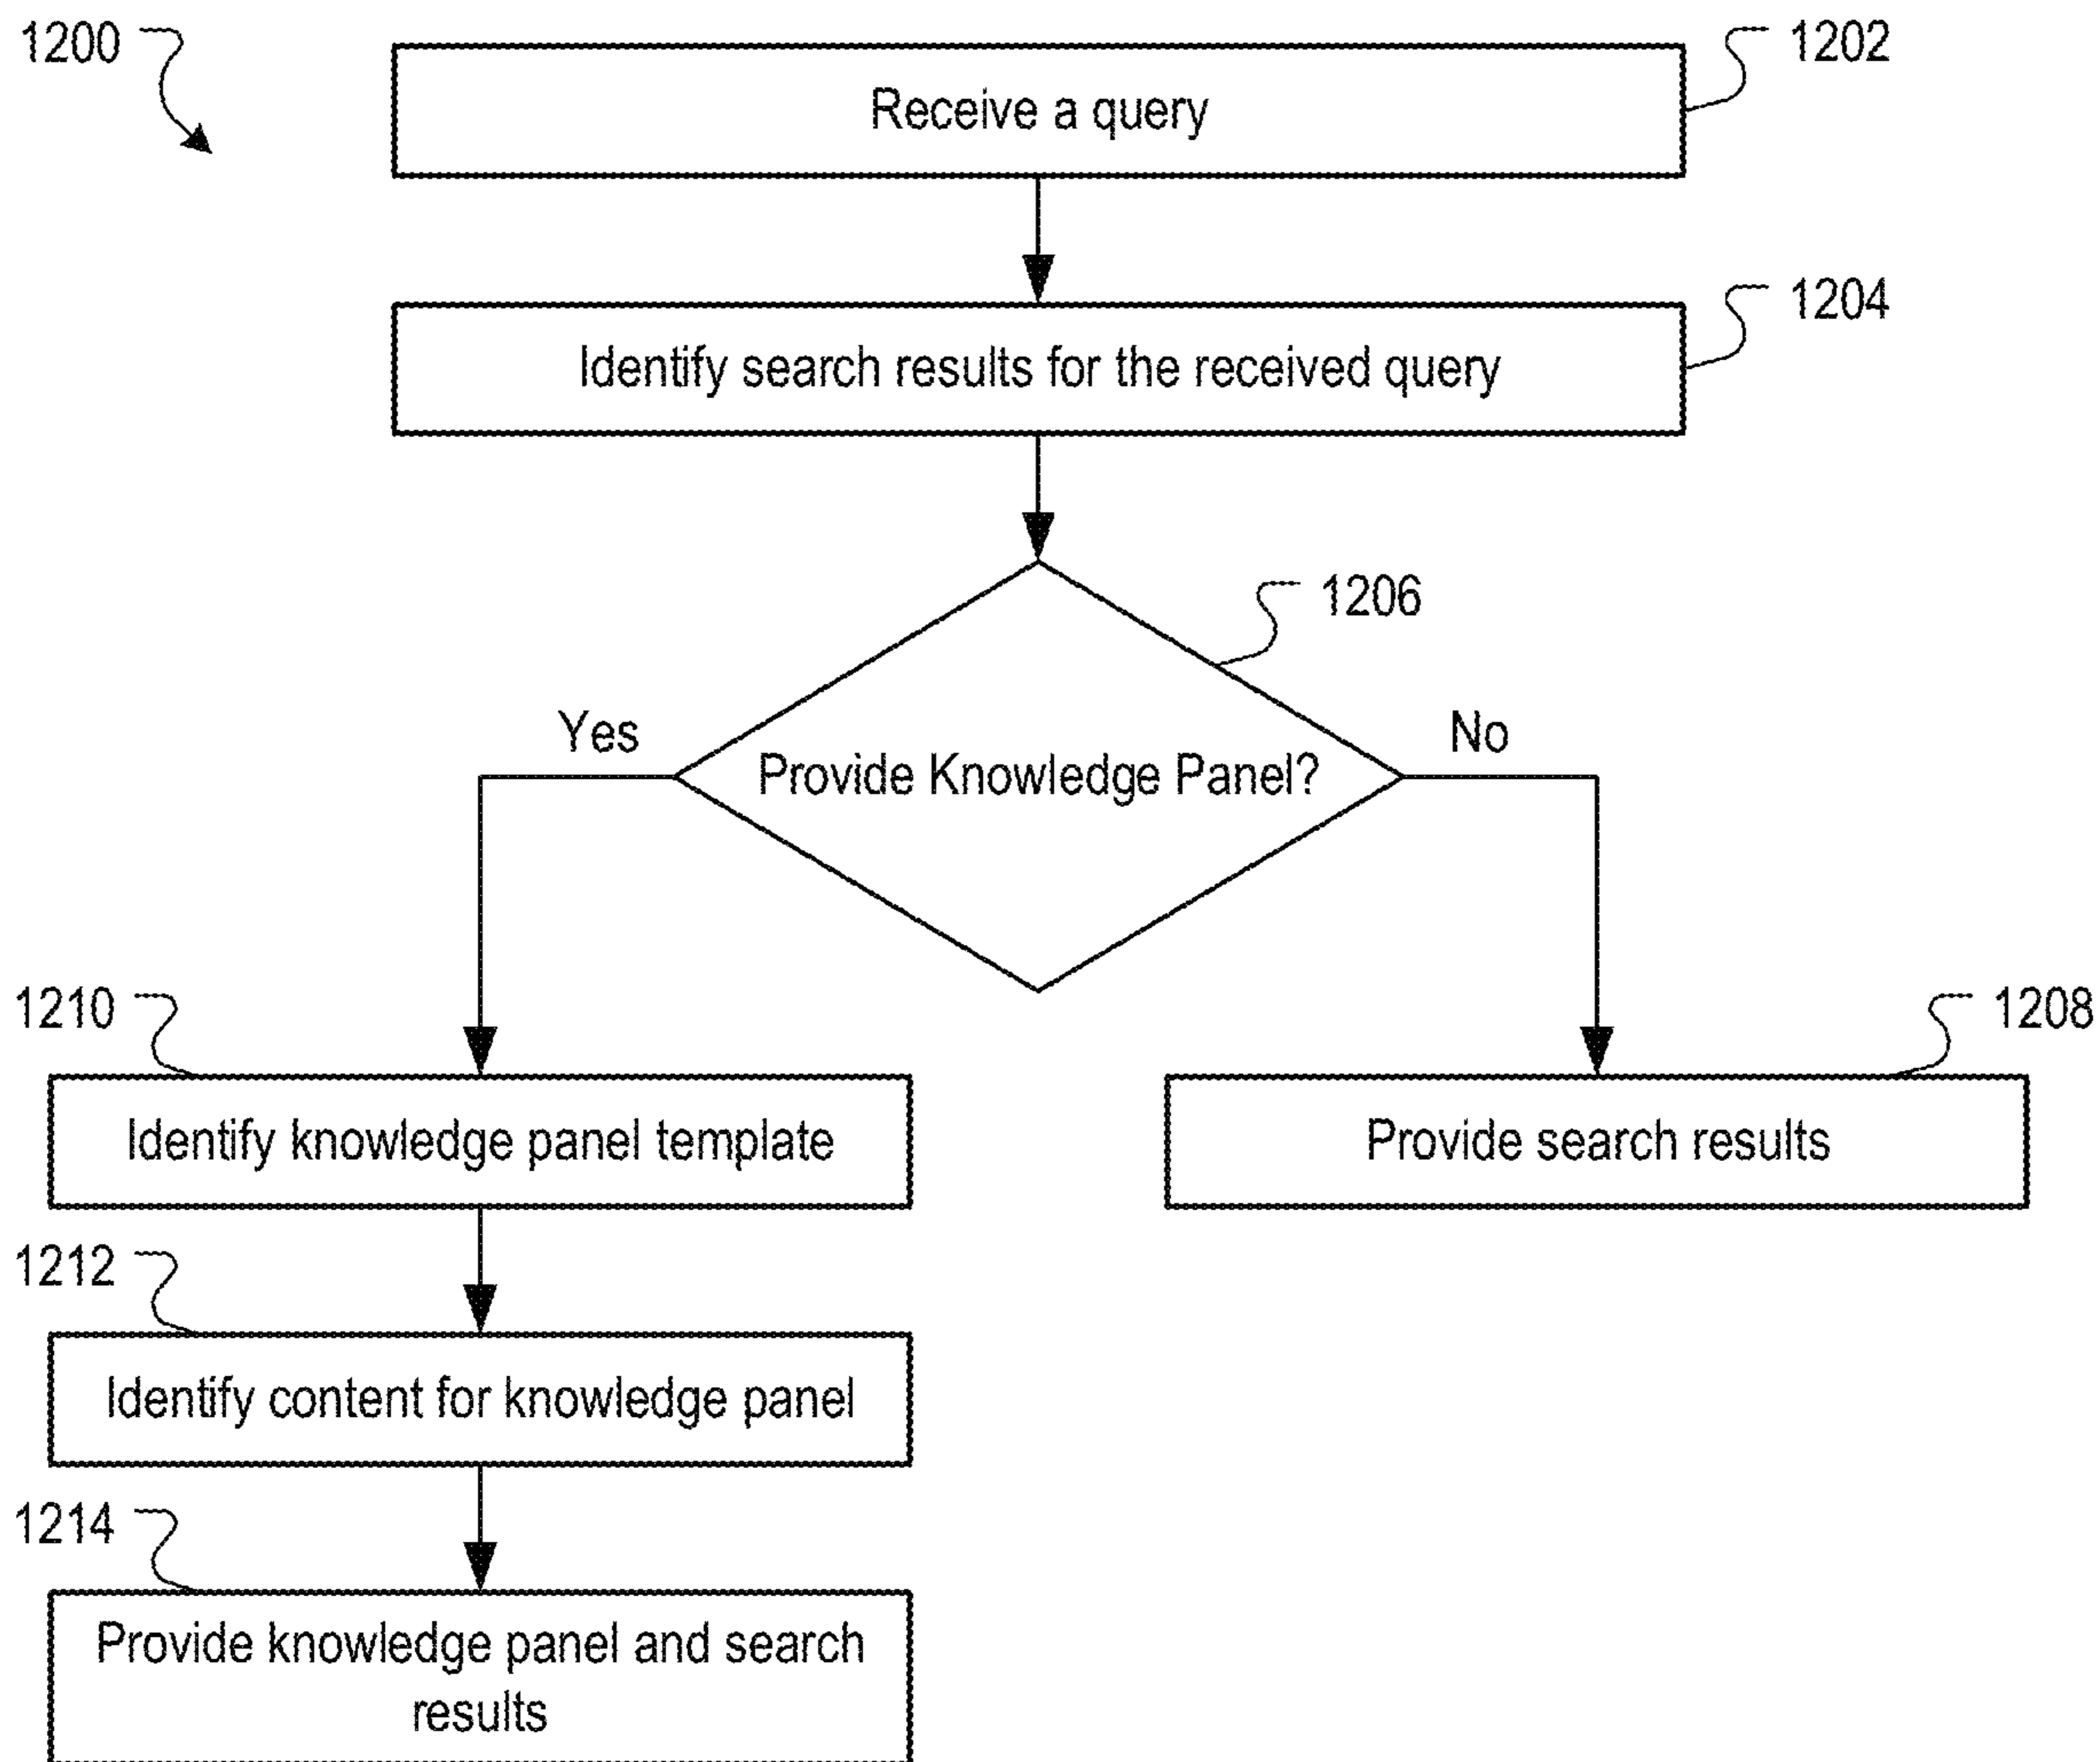 1200
1202
Receive a query
1204
Identify search results for the received query
1206
Yes
No
Provide Knowledge Panel?
1210
1208
Identify knowledge panel template
Provide search results
1212
Identify content for knowledge panel
1214
Provide knowledge panel and search
results